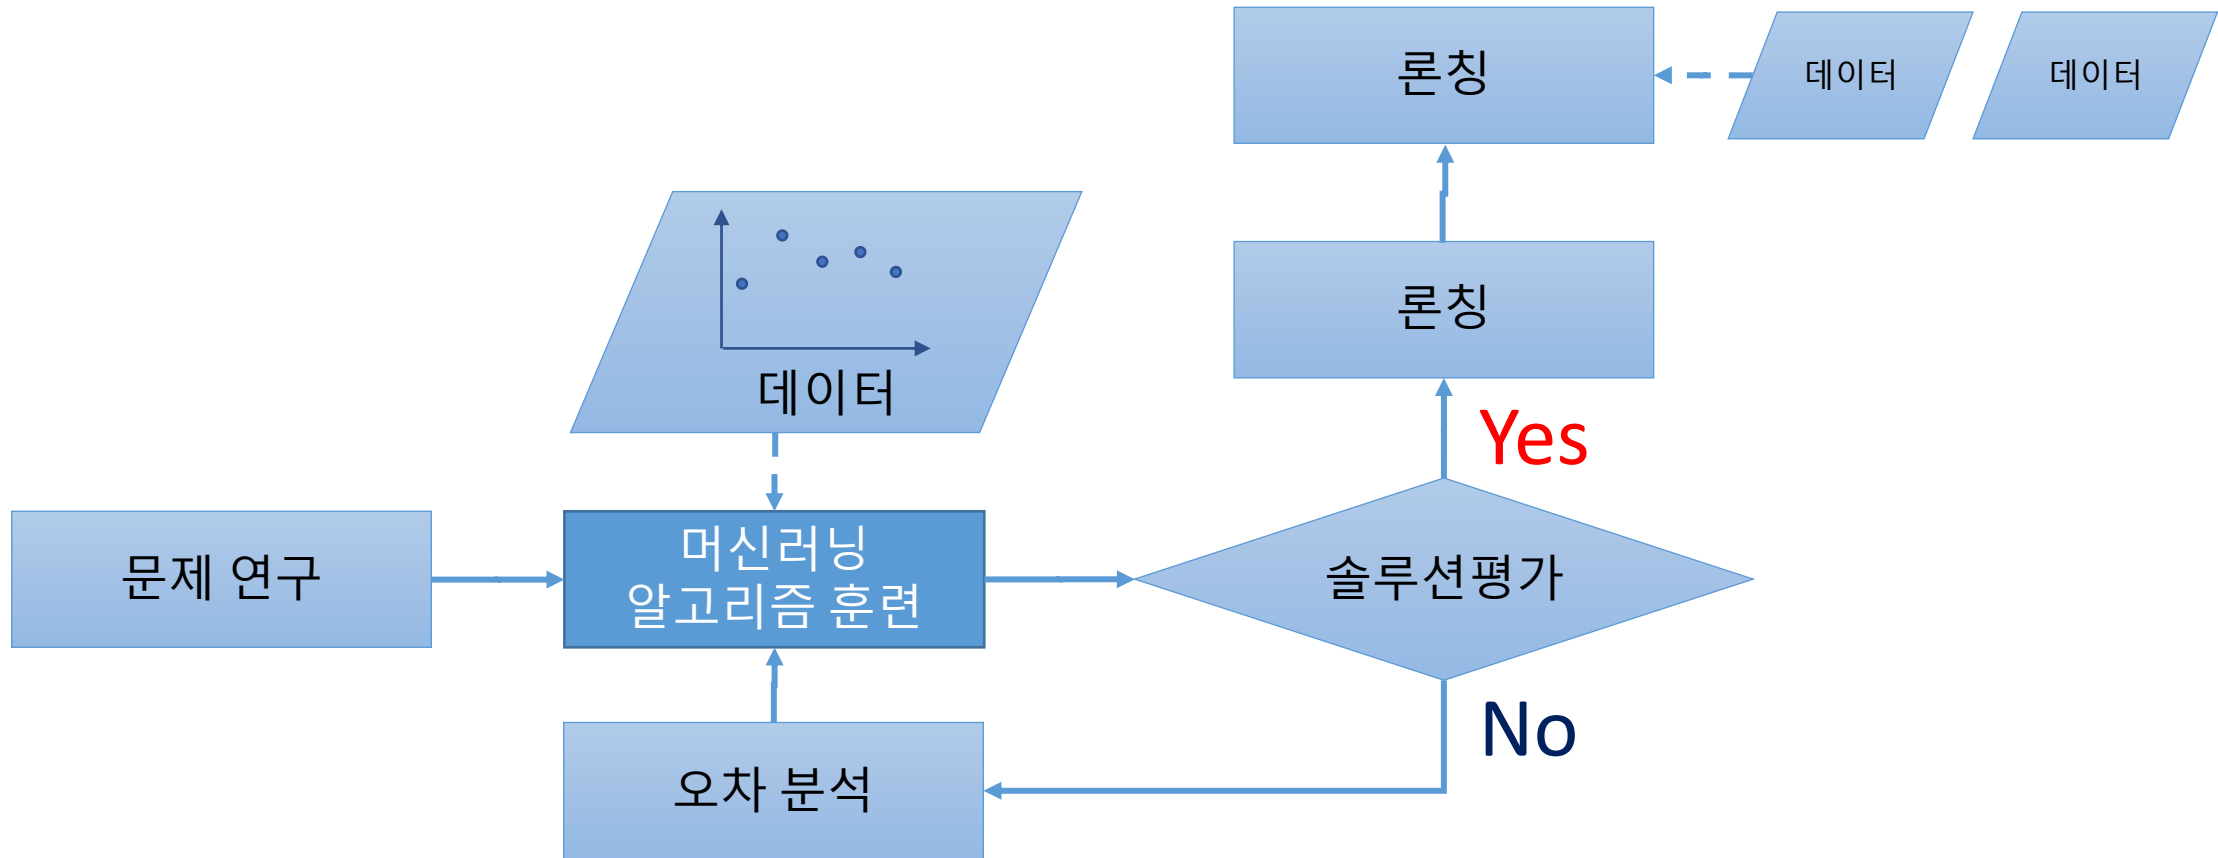 론칭
데이터
데이터
데이터
론칭
Yes
문제 연구
머신러닝
알고리즘 훈련
솔루션평가
No
오차 분석